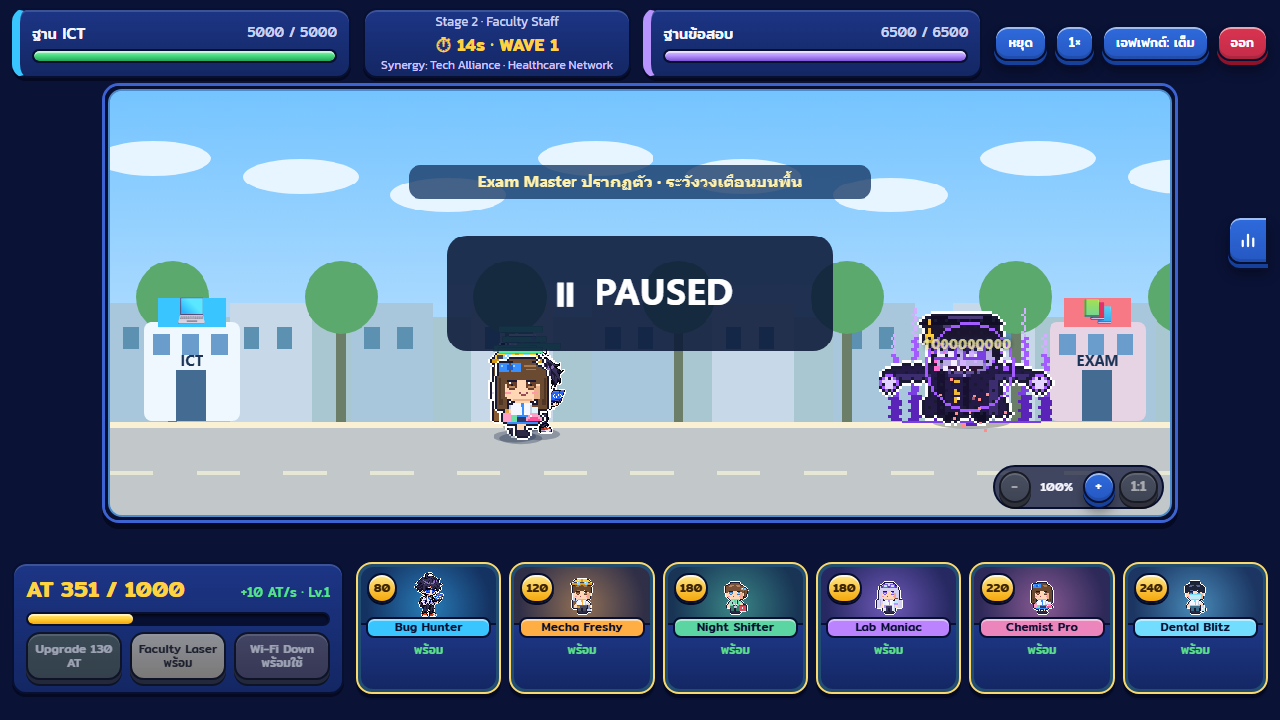 ฐาน ICT
5000 / 5000
Stage 2 · Faculty Staff
⏱ 14s · WAVE 1
Synergy: Tech Alliance · Healthcare Network
ฐานข้อสอบ
6500 / 6500
หยุด
1×
เอฟเฟกต์: เต็ม
ออก
Exam Master ปรากฏตัว · ระวังวงเตือนบนพื้น
PAUSED
ICT
EXAM
−
100%
+
1:1
AT 351 / 1000
+10 AT/s · Lv.1
Upgrade 130
AT
Faculty Laser
พร้อม
Wi-Fi Down
พร้อมใช้
80
Bug Hunter
พร้อม
120
Mecha Freshy
พร้อม
180
Night Shifter
พร้อม
180
Lab Maniac
พร้อม
220
Chemist Pro
พร้อม
240
Dental Blitz
พร้อม